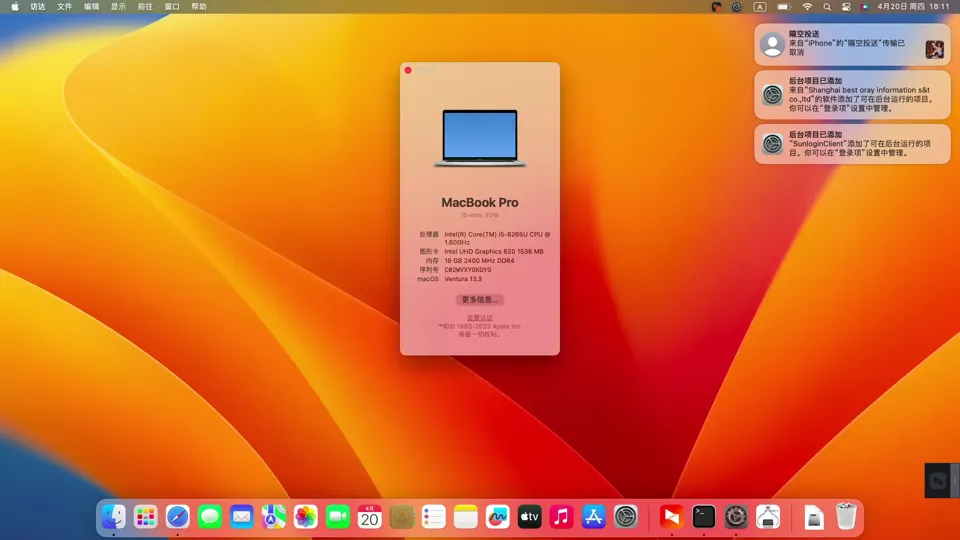 访达 文件 编辑 显示 前往 窗口 帮助
A 4月20日 周四 18:11
隔空投送
来自"iPhone"的"隔空投送"传输已
取消
后台项目已添加
来自"Shanghai best oray information s&t
co.,ltd"的软件添加了可在后台运行的项目。
你可以在"登录项"设置中管理。
后台项目已添加
"SunloginClient"添加了可在后台运行的项
目。你可以在"登录项"设置中管理。
MacBook Pro
15-inch, 2018
处理器 Intel(R) Core(TM) i5-8265U CPU @
1.60GHz
图形卡 Intel UHD Graphics 620 1536 MB
内存 16 GB 2400 MHz DDR4
序列号 C82WVXYGKGYG
macOS Ventura 13.3
更多信息...
监管认证
™和© 1983-2023 Apple Inc.
保留一切权利。
4月
20
tv